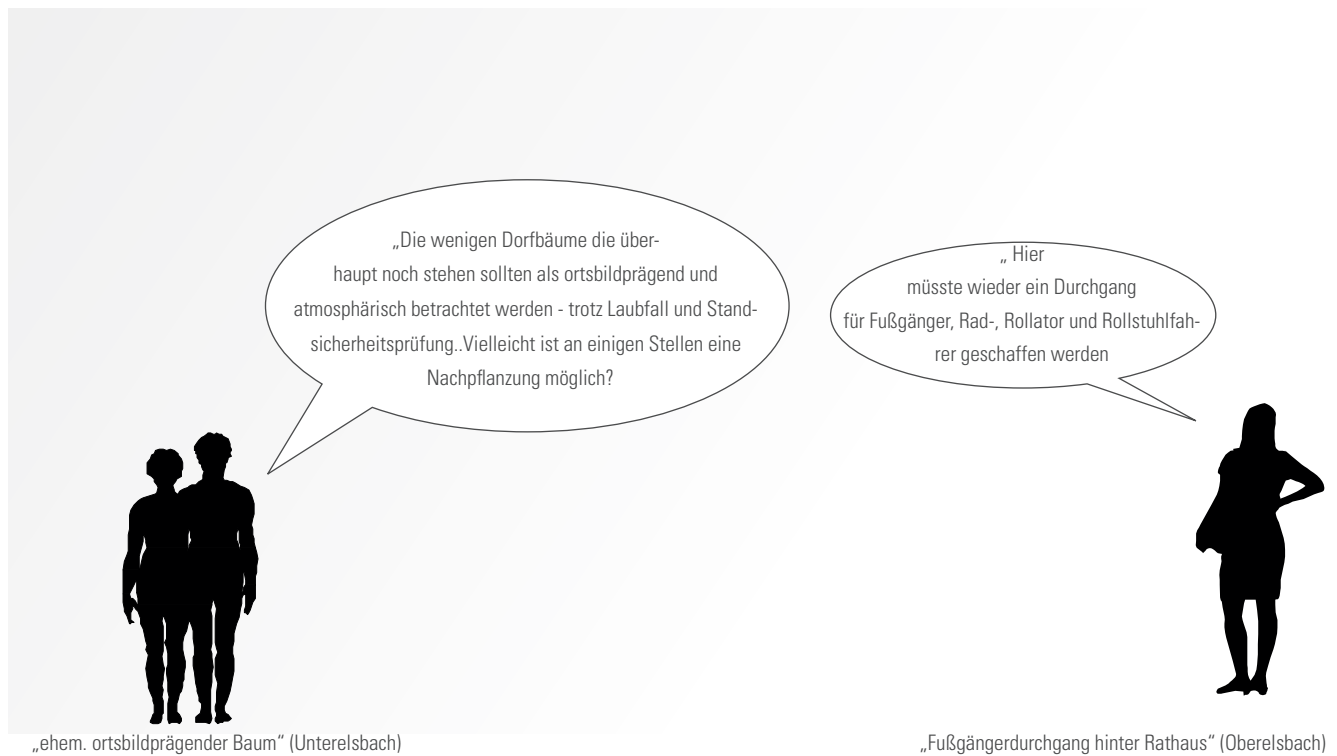 „Die wenigen Dorfbäume die über-
haupt noch stehen sollten als ortsbildprägend und
atmosphärisch betrachtet werden - trotz Laubfall und Stand-
sicherheitsprüfung..Vielleicht ist an einigen Stellen eine
Nachpflanzung möglich?
„ Hier
müsste wieder ein Durchgang
für Fußgänger, Rad-, Rollator und Rollstuhlfah-
rer geschaffen werden
„ehem. ortsbildprägender Baum“ (Unterelsbach)
„Fußgängerdurchgang hinter Rathaus“ (Oberelsbach)